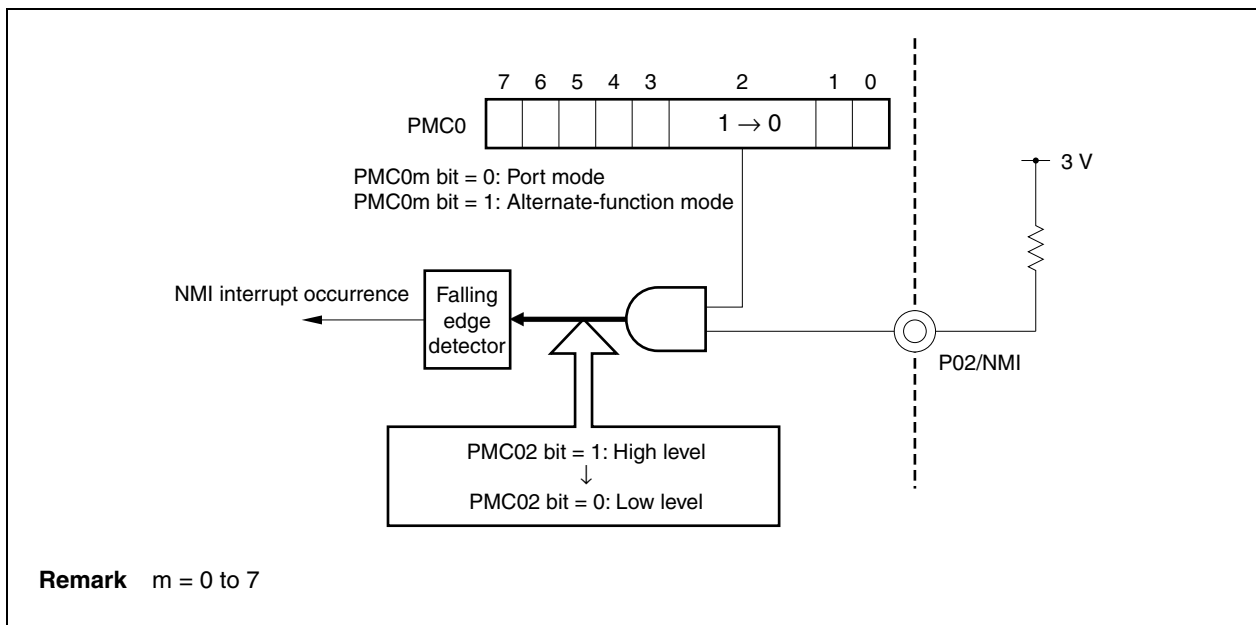 7 6 5 4 3 2 1 0
PMC0
1 → 0
3 V
PMC0m bit = 0: Port mode
PMC0m bit = 1: Alternate-function mode
NMI interrupt occurrence
Falling
edge
detector
P02/NMI
PMC02 bit = 1: High level
↓
PMC02 bit = 0: Low level
Remark m = 0 to 7